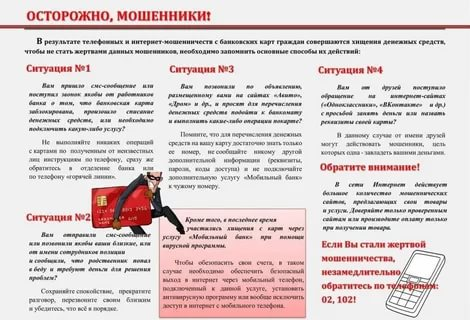 ОСТОРОЖНО, МОШЕННИКИ!
В результате телефонных и интернет-мошенничеств с банковских карт граждан совершаются хищения денежных средств,
чтобы не стать жертвами данных мошенников, необходимо запомнить основные способы их действий:
Ситуация №1
Вам пришло смс-сообщение или
поступил звонок якобы от работников
банка о том, что банковская карта
заблокирована, произошло списание
денежных средств, или необходимо
подключить какую-либо услугу?
Не выполняйте никаких операций
с картами по полученным от неизвестных
лиц инструкциям по телефону, сразу же
обратитесь в отделение банка или
по телефону «горячей линии».
Ситуация №2
Вам отправили смс-сообщение
или позвонили якобы ваши близкие, или
от имени сотрудников полиции
и сообщили, что родственник попал
в беду и требуют деньги для решения
проблем?
Сохраняйте спокойствие, прекратите
разговор, перезвоните своим близким
и убедитесь, что всё в порядке.
Ситуация №3
Вам позвонили по объявлению,
размещенному вами на сайтах «Авито»,
«Дром» и др., и просят для перечисления
денежных средств подойти к банкомату
и выполнить какие-либо операции покарте?
Помните, что для перечисления денежных
средств на вашу карту достаточно знать только
ее номер, не сообщайте никому другой
дополнительной информации (реквизиты,
пароли, коды доступа) и не подключайте
дополнительную услугу "Мобильный банк"
к чужому номеру.
Кроме того, в последнее время
участились хищения с карт через
услугу «Мобильный банк» при помощи
вирусной программы.
Чтобы обезопасить свои счета, в таком
случае необходимо обеспечить безопасный
выход в интернет через мобильный телефон,
подключенный к данной услуге, установить
антивирусную программу или вообще исключить
доступ в интернет с мобильного телефона.
Ситуация №4
Вам от друзей поступило
обращение на интернет-сайтах
(«Одноклассники», «ВКонтакте» и др.)
с просьбой занять деньги или назвать
реквизиты своей карты?
В данном случае от имени друзей
могут действовать мошенники, цель
которых одна - завладеть вашими деньгами.
Обратите внимание!
В сети Интернет действует
большое количество мошеннических
сайтов, предлагающих свои товары
и услуги. Доверяйте только проверенным
сайтам или произведите оплату только
при получении товара.
Если Вы стали жертвой
мошенничества,
незамедлительно
обратитесь по телефонам:
02, 102!